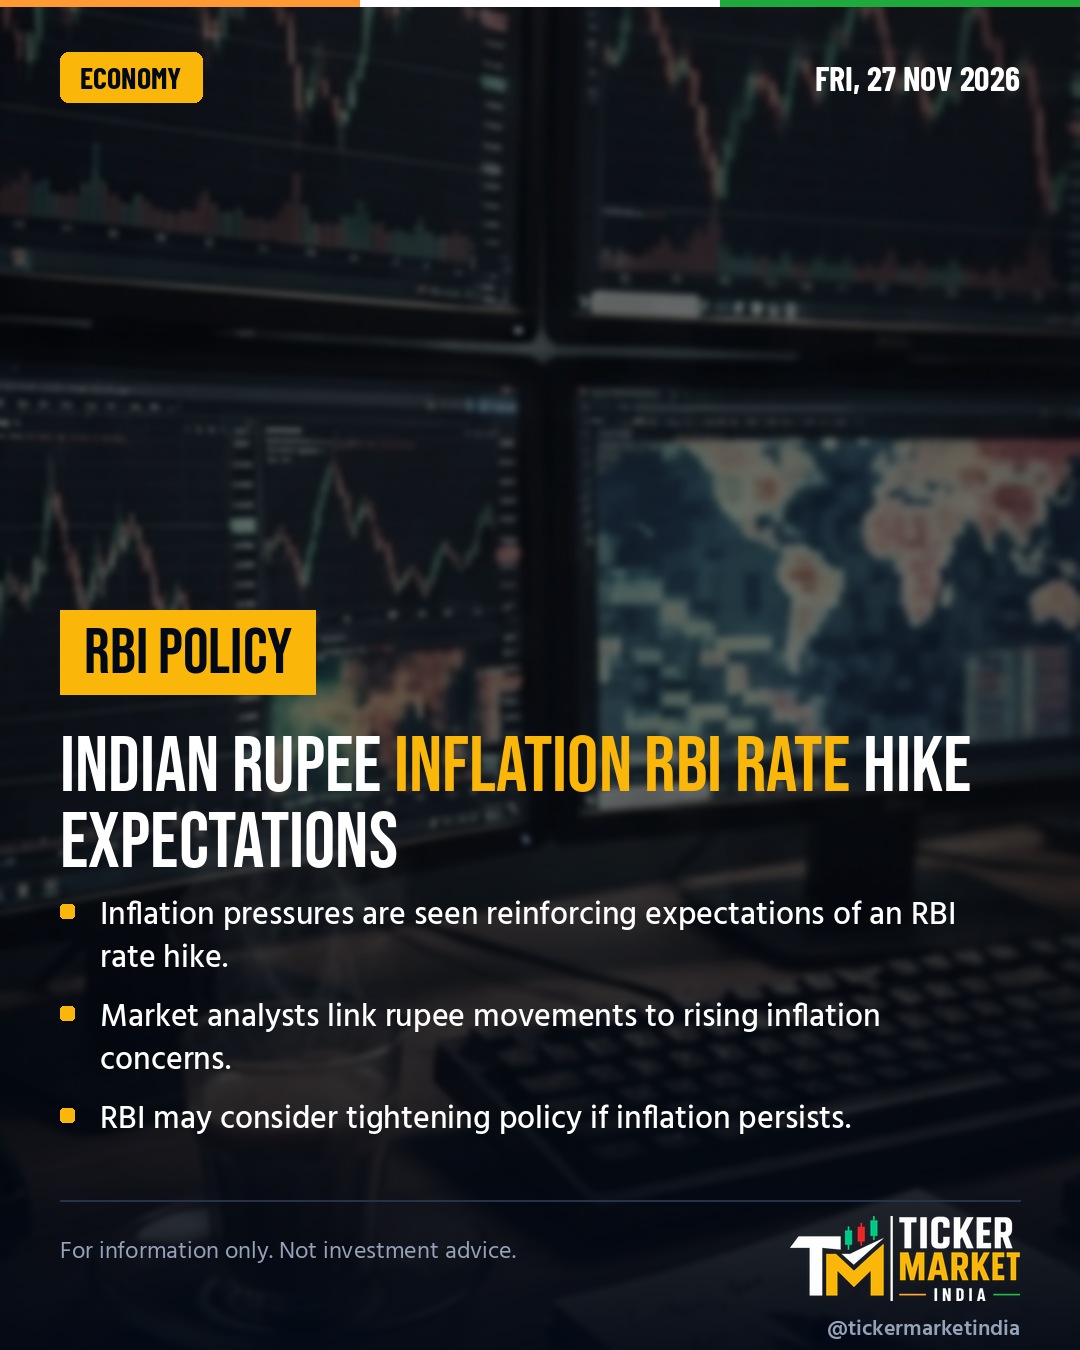 ECONOMY
FRI, 27 NOV 2026
RBI POLICY
INDIAN RUPEE INFLATION RBI RATE HIKE
EXPECTATIONS
Inflation pressures are seen reinforcing expectations of an RBI
rate hike.
Market analysts link rupee movements to rising inflation
concerns.
RBI may consider tightening policy if inflation persists.
For information only. Not investment advice.
TM
TICKER
MARKET
INDIA
@tickermarketindia